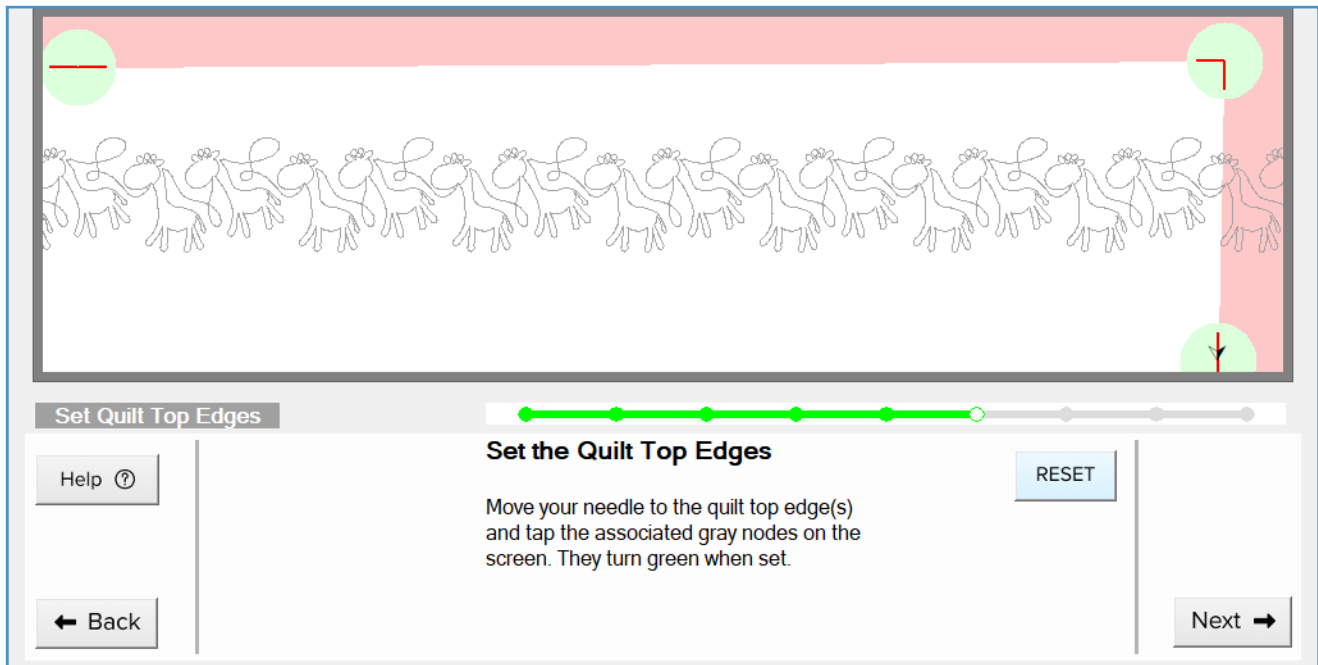 Set Quilt Top Edges
Help ?
Set the Quilt Top Edges
RESET
Move your needle to the quilt top edge(s)
and tap the associated gray nodes on the
screen. They turn green when set.
← Back
Next →